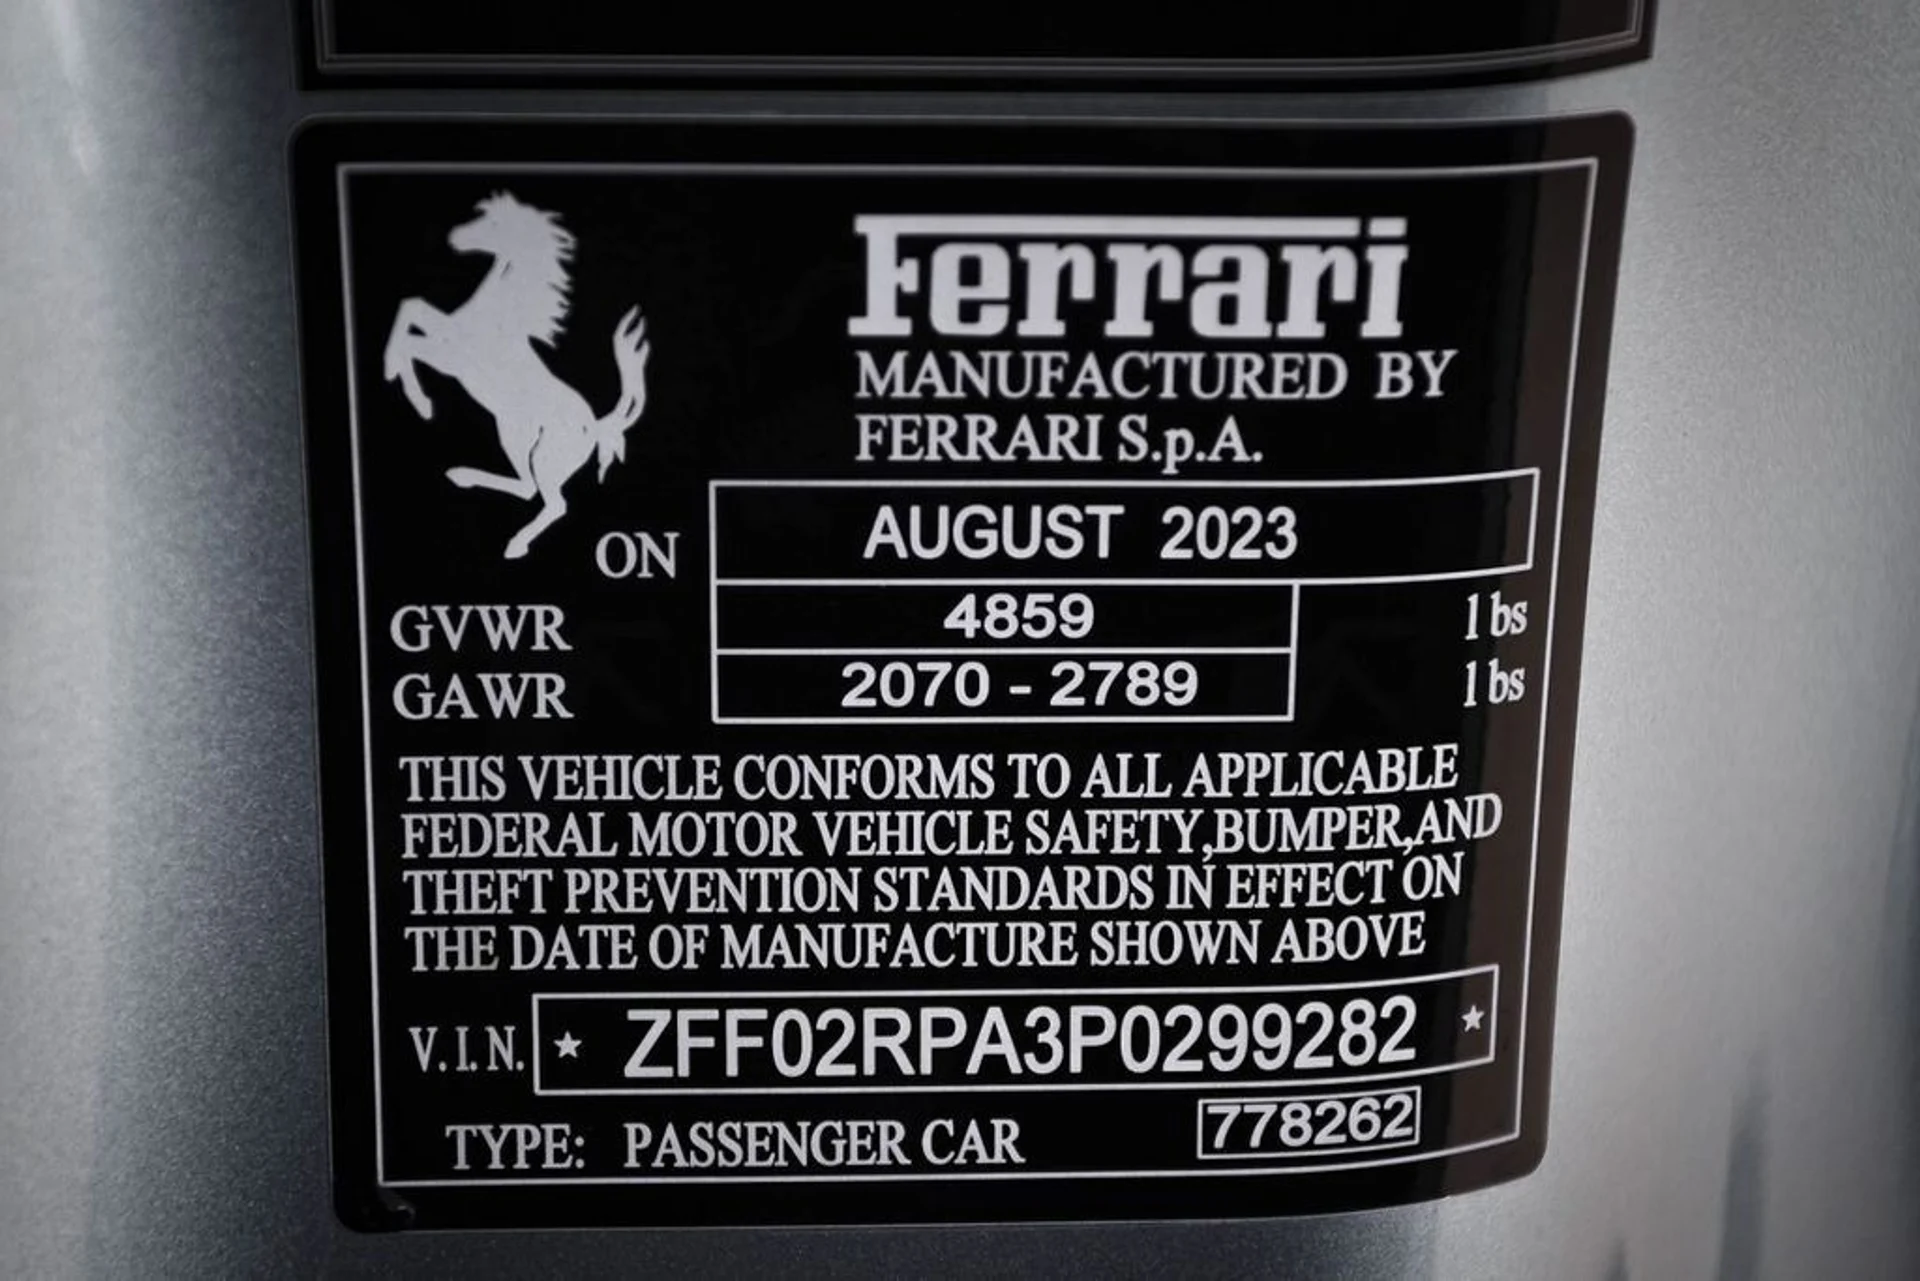 Ferrari
MANUFACTURED BY
FERRARI S.p.A.
ON AUGUST 2023
GVWR 4859 lbs
GAWR 2070 - 2789 lbs
THIS VEHICLE CONFORMS TO ALL APPLICABLE
FEDERAL MOTOR VEHICLE SAFETY,BUMPER,AND
THEFT PREVENTION STANDARDS IN EFFECT ON
THE DATE OF MANUFACTURE SHOWN ABOVE
V.I.N. ★ ZFF02RPA3P0299282 ★
TYPE: PASSENGER CAR 778262